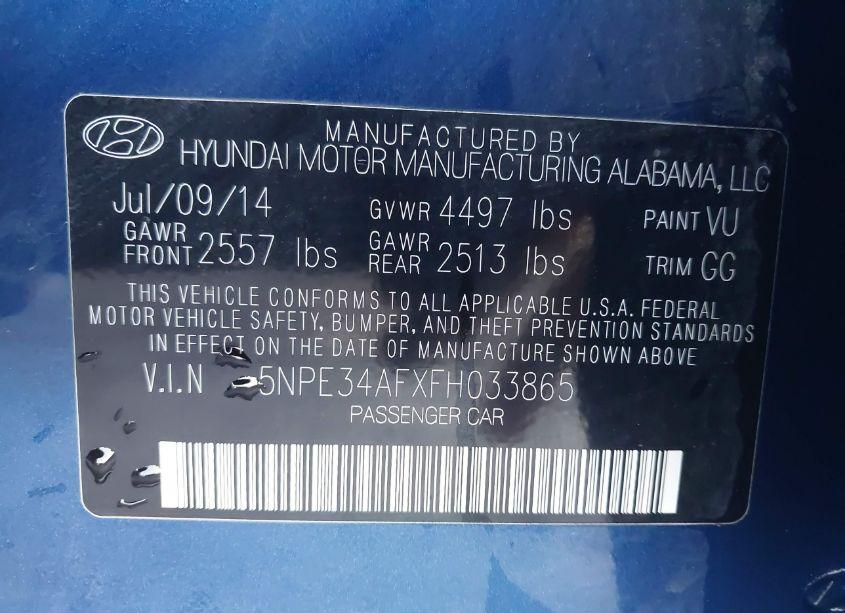 MANUFACTURED BY
HYUNDAI MOTOR MANUFACTURING ALABAMA, LLC
Jul/09/14 GVWR 4497 lbs PAINT VU
GAWR FRONT 2557 lbs GAWR REAR 2513 lbs TRIM GG
THIS VEHICLE CONFORMS TO ALL APPLICABLE U.S.A. FEDERAL
MOTOR VEHICLE SAFETY, BUMPER, AND THEFT PREVENTION STANDARDS
IN EFFECT ON THE DATE OF MANUFACTURE SHOWN ABOVE
V.I.N 5NPE34AFXFH033865
PASSENGER CAR